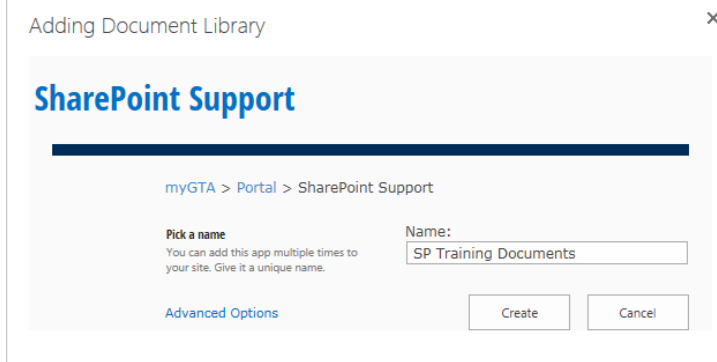 Adding Document Library
SharePoint Support
myGTA > Portal > SharePoint Support
Pick a name
You can add this app multiple times to
your site. Give it a unique name.
Name:
SP Training Documents
Advanced Options
Create
Cancel